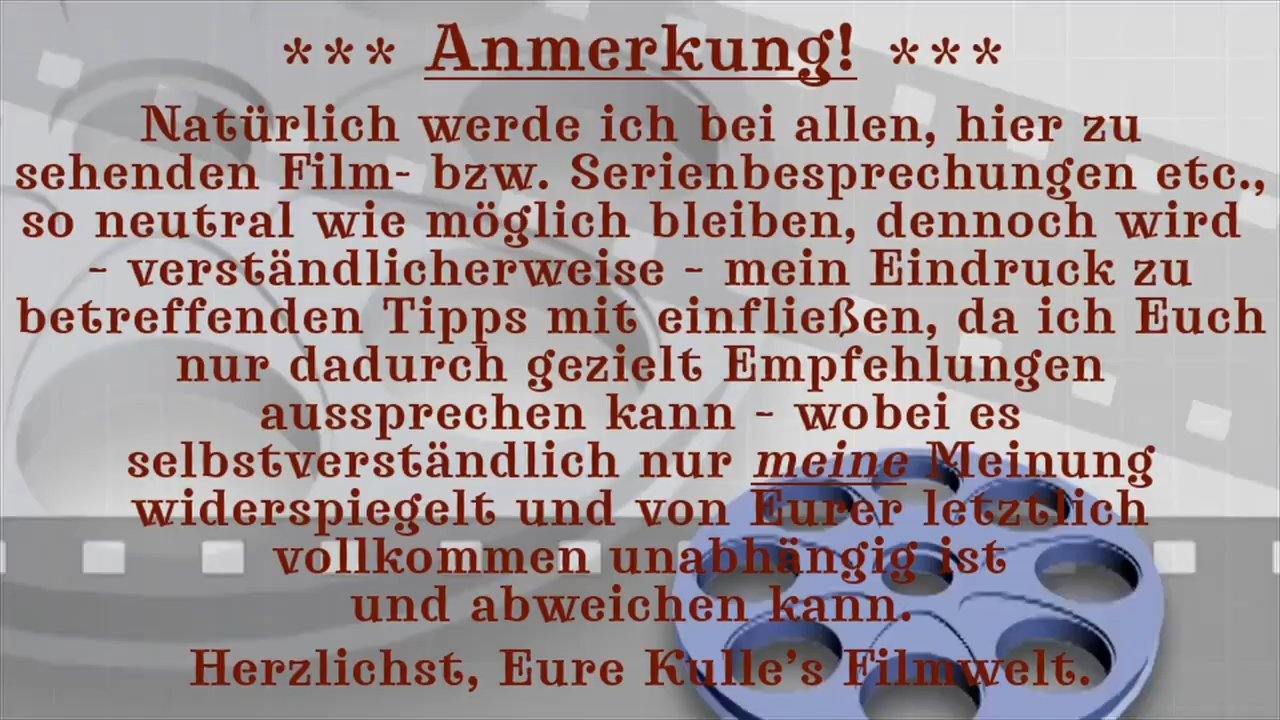 *** Anmerkung! ***
Natürlich werde ich bei allen, hier zu
sehenden Film- bzw. Serienbesprechungen etc.,
so neutral wie möglich bleiben, dennoch wird
- verständlicherweise - mein Eindruck zu
betreffenden Tipps mit einfließen, da ich Euch
nur dadurch gezielt Empfehlungen
aussprechen kann - wobei es
selbstverständlich nur meine Meinung
widerspiegelt und von Eurer letztlich
vollkommen unabhängig ist
und abweichen kann.
Herzlichst, Eure Kulle's Filmwelt.